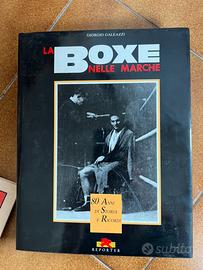 GIORGIO GALEAZZI
LA BOXE
NELLE MARCHE
80 ANNI
DI STORIA
E RICORDI
REPORTER
subito